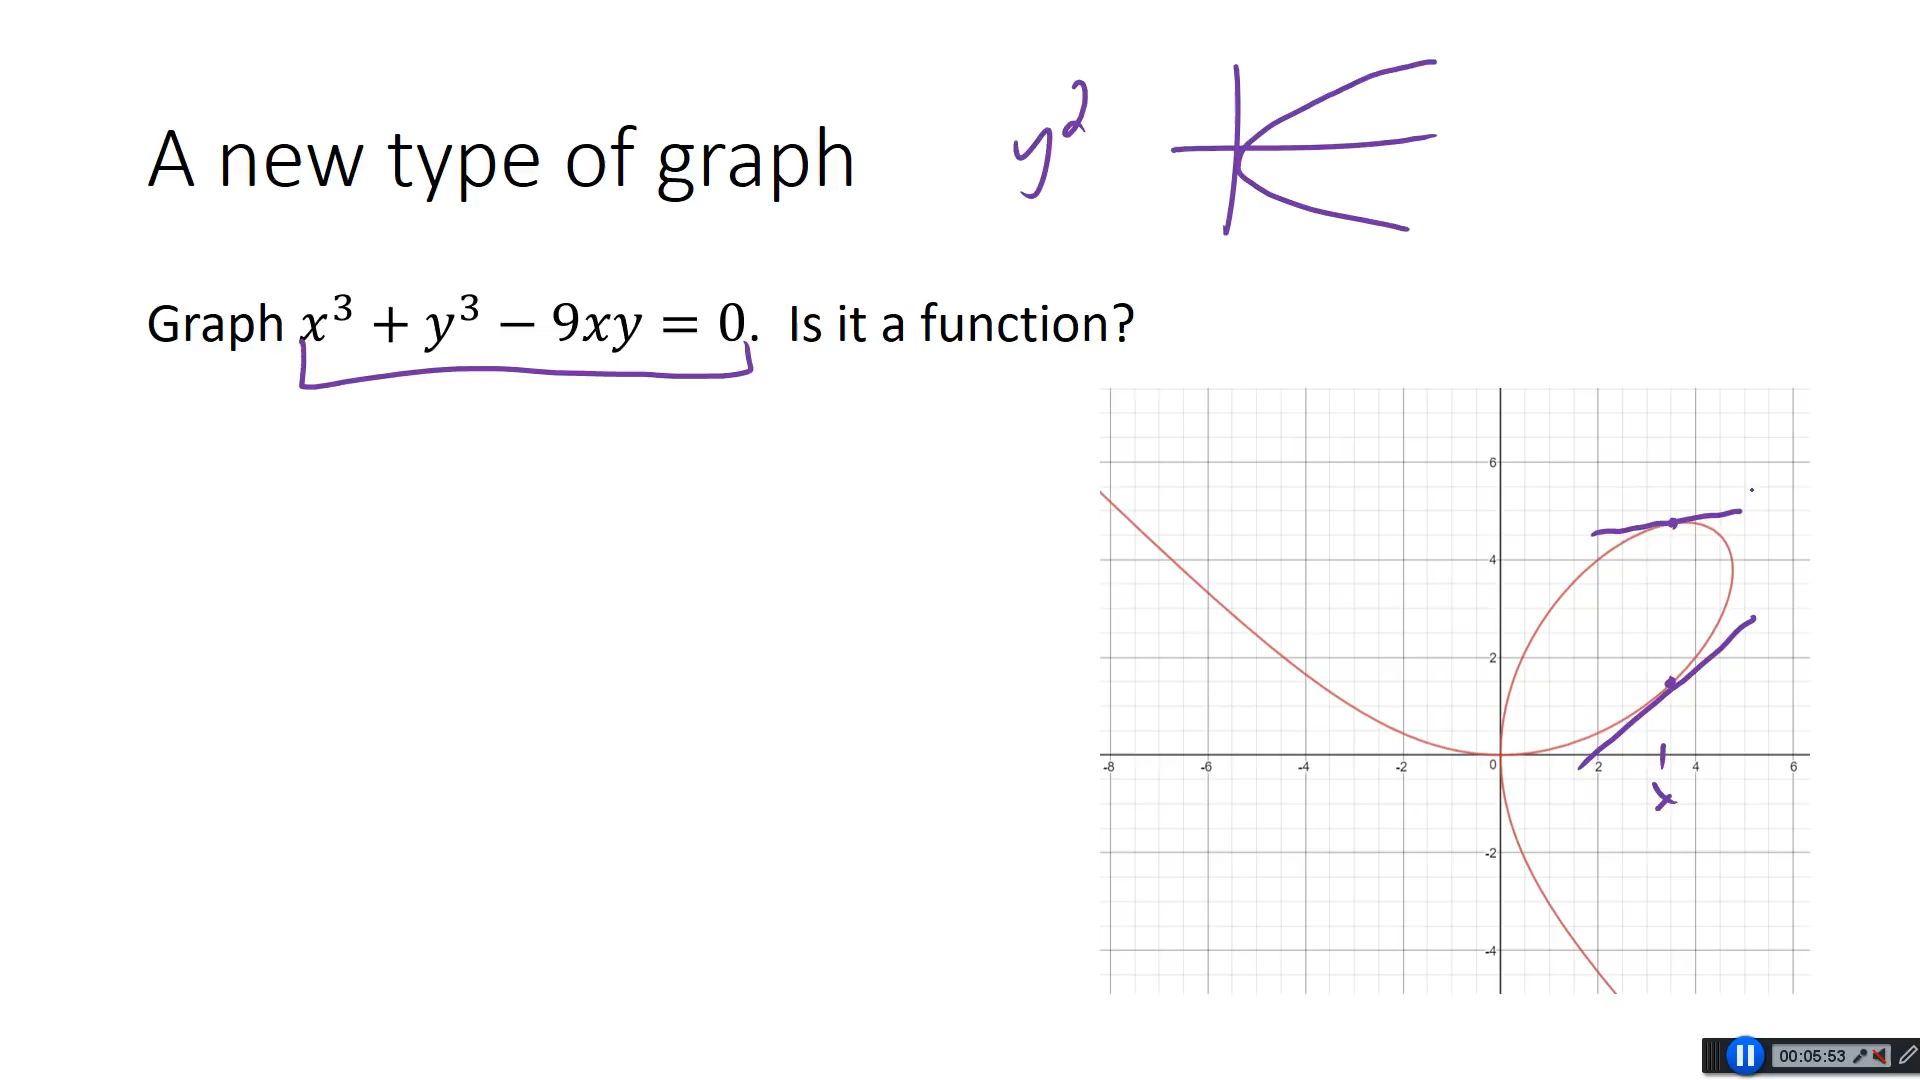 A new type of graph
y²
Graph x³ + y³ − 9xy = 0. Is it a function?
6
4
2
-8 -6 -4 -2 0 2 4 6
x
-2
-4
00:05:53